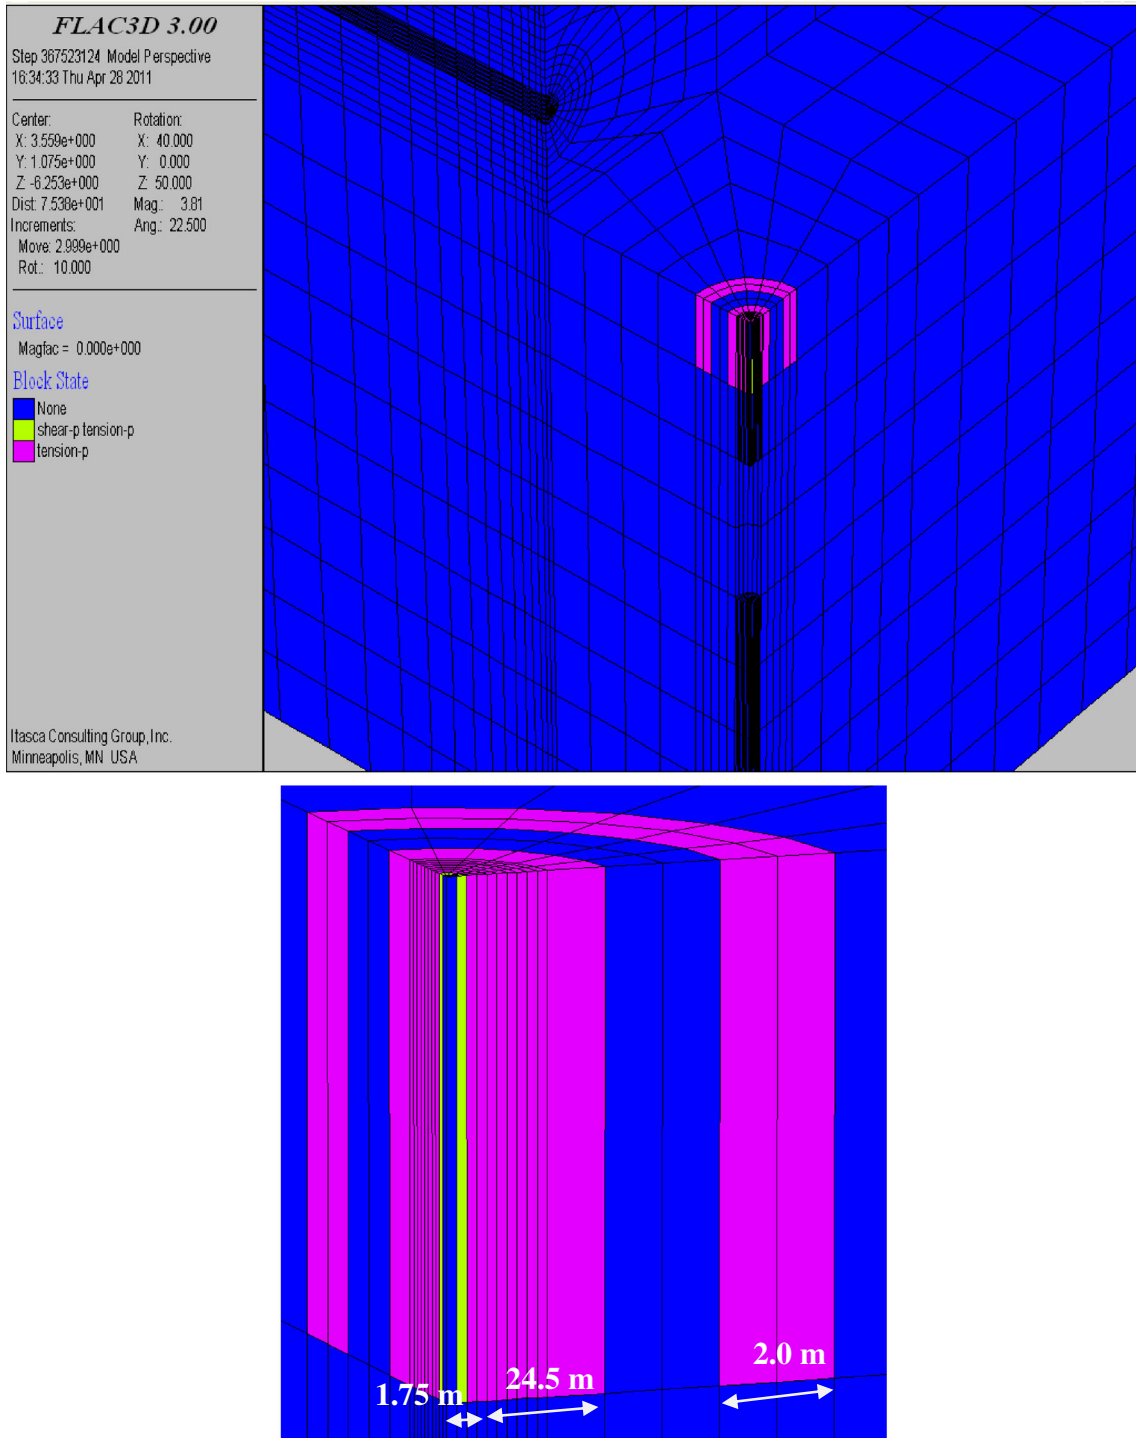 FLAC3D 3.00
Step 367523124 Model Perspective
16:34:33 Thu Apr 28 2011
Center: Rotation:
X: 3.559e+000 X: 40.000
Y: 1.075e+000 Y: 0.000
Z: -6.253e+000 Z: 50.000
Dist: 7.538e+001 Mag.: 3.81
Increments: Ang.: 22.500
Move: 2.999e+000
Rot.: 10.000
Surface
Magfac = 0.000e+000
Block State
None
shear-p tension-p
tension-p
Itasca Consulting Group, Inc.
Minneapolis, MN USA
2.0 m
24.5 m
1.75 m